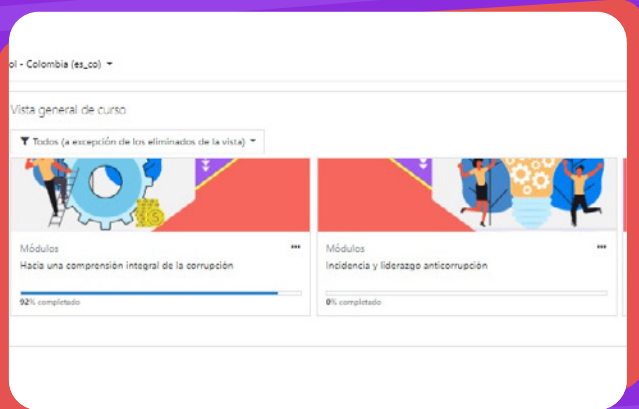 ol - Colombia (es_co)
Vista general de curso
Todos (a excepción de los eliminados de la vista)
Módulos
Hacia una comprensión integral de la corrupción
92% completado
Módulos
Incidencia y liderazgo anticorrupción
0% completado